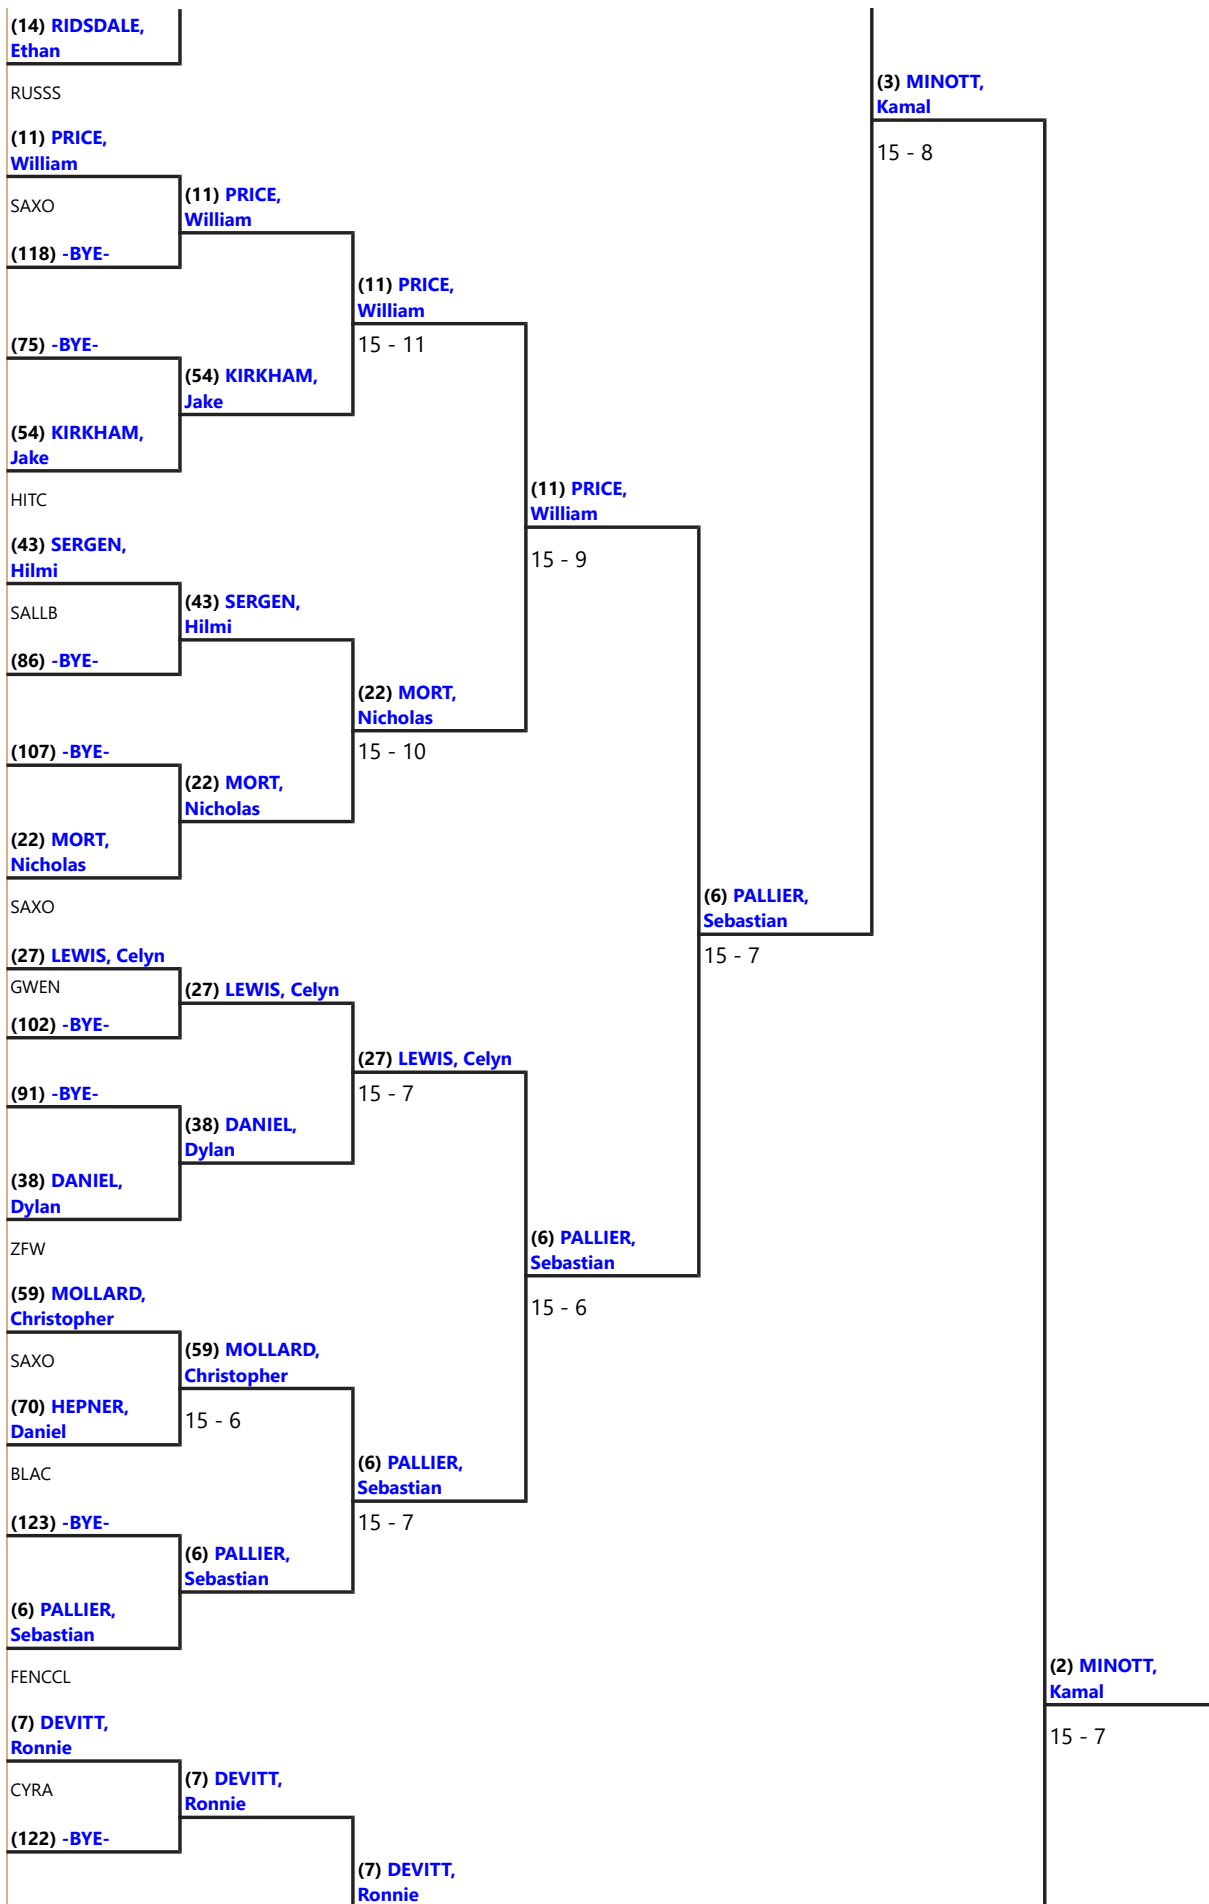 (14) RIDSDALE,
Ethan
RUSSS
(11) PRICE,
William
SAXO
(118) -BYE-
(75) -BYE-
(54) KIRKHAM,
Jake
HITC
(43) SERGEN,
Hilmi
SALLB
(86) -BYE-
(107) -BYE-
(22) MORT,
Nicholas
SAXO
(27) LEWIS, Celyn
GWEN
(102) -BYE-
(91) -BYE-
(38) DANIEL,
Dylan
ZFW
(59) MOLLARD,
Christopher
SAXO
(70) HEPNER,
Daniel
BLAC
(123) -BYE-
(6) PALLIER,
Sebastian
FENCCL
(7) DEVITT,
Ronnie
CYRA
(122) -BYE-
(11) PRICE,
William
(54) KIRKHAM,
Jake
(43) SERGEN,
Hilmi
(22) MORT,
Nicholas
(27) LEWIS, Celyn
(38) DANIEL,
Dylan
(59) MOLLARD,
Christopher
15 - 6
(6) PALLIER,
Sebastian
(7) DEVITT,
Ronnie
(11) PRICE,
William
15 - 11
(22) MORT,
Nicholas
15 - 10
(27) LEWIS, Celyn
15 - 7
(6) PALLIER,
Sebastian
15 - 7
(7) DEVITT,
Ronnie
(11) PRICE,
William
15 - 9
(6) PALLIER,
Sebastian
15 - 6
(6) PALLIER,
Sebastian
15 - 7
(3) MINOTT,
Kamal
15 - 8
(2) MINOTT,
Kamal
15 - 7